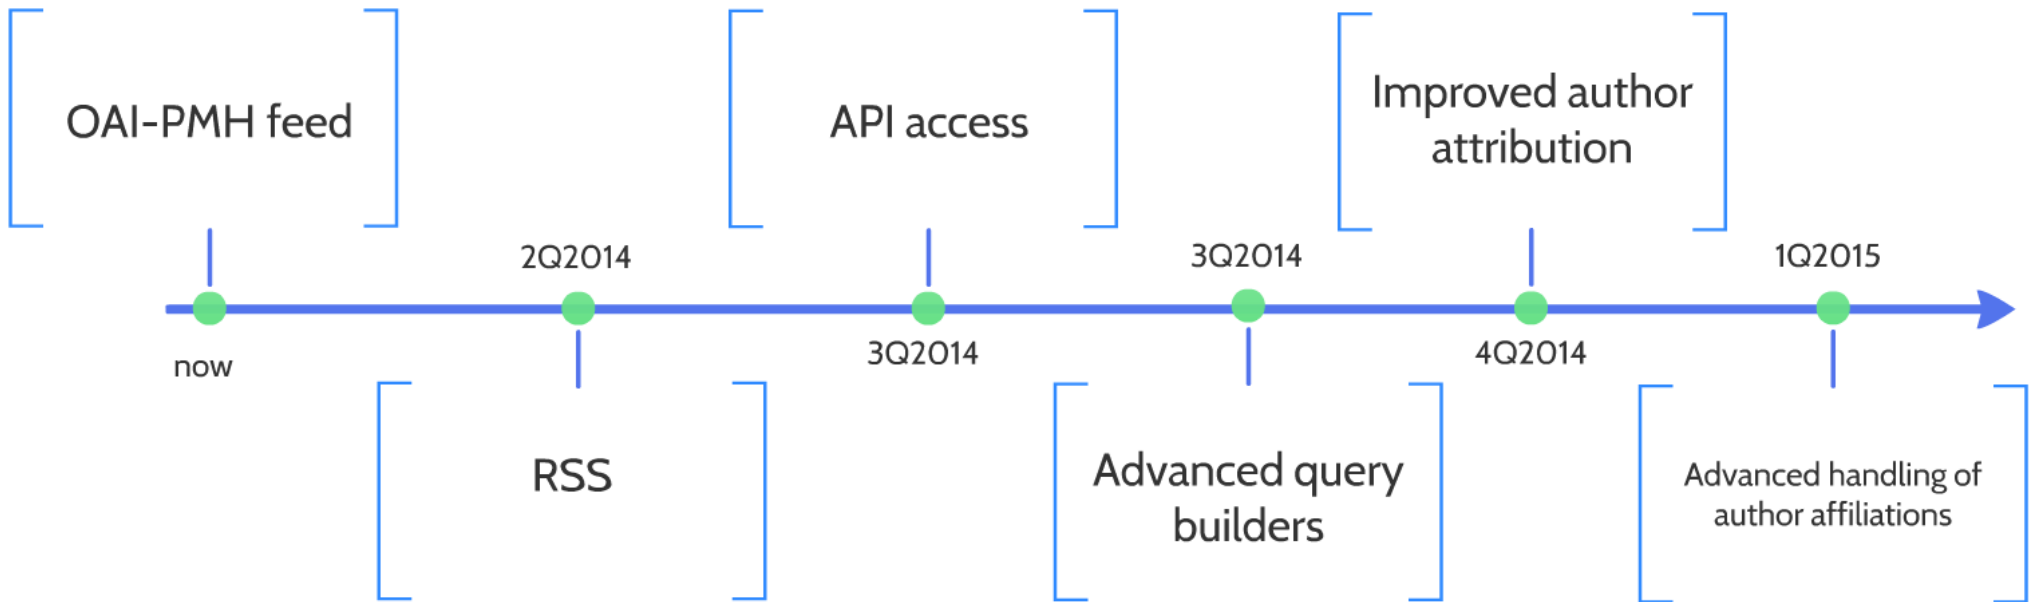 OAI-PMH feed
now
2Q2014
RSS
API access
3Q2014
3Q2014
Advanced query
builders
Improved author
attribution
4Q2014
1Q2015
Advanced handling of
author affiliations